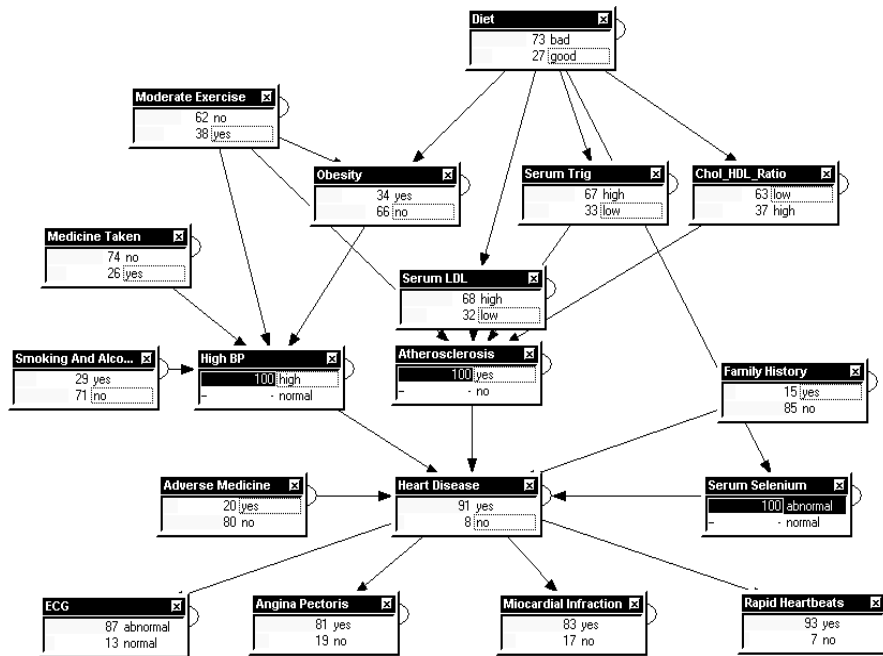 Diet
73 bad
27 good
Moderate Exercise
62 no
38 yes
Obesity
34 yes
66 no
Serum Trig
67 high
33 low
Chol_HDL_Ratio
63 low
37 high
Medicine Taken
74 no
26 yes
Serum LDL
68 high
32 low
Smoking And Alco...
29 yes
71 no
High BP
100 high
- - normal
Atherosclerosis
100 yes
- - no
Family History
15 yes
85 no
Adverse Medicine
20 yes
80 no
Heart Disease
91 yes
8 no
Serum Selenium
100 abnormal
- - normal
ECG
87 abnormal
13 normal
Angina Pectoris
81 yes
19 no
Miocardial Infraction
83 yes
17 no
Rapid Heartbeats
93 yes
7 no